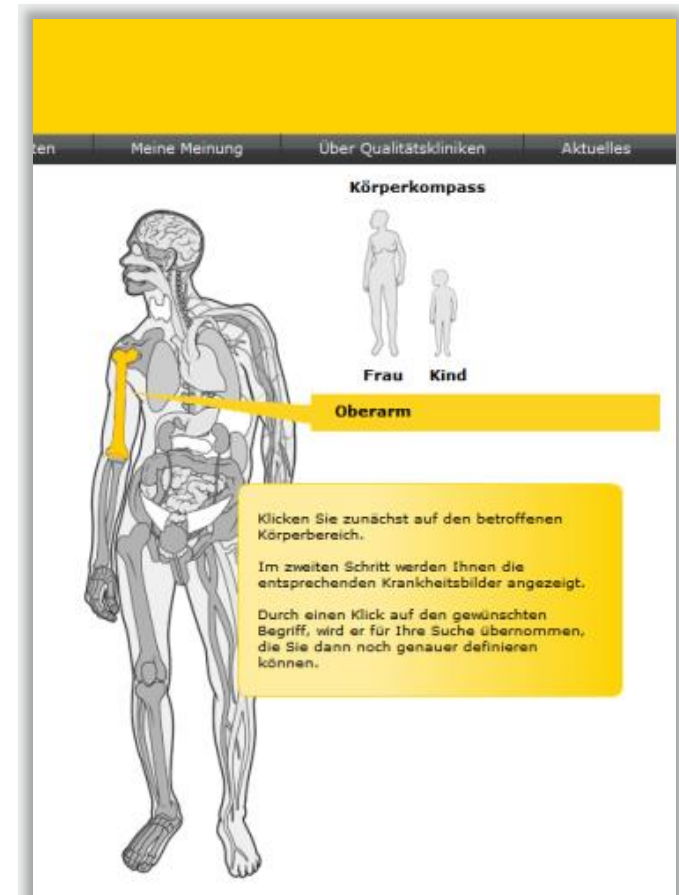 ten Meine Meinung Über Qualitätskliniken Aktuelles
Körperkompass
Frau Kind
Oberarm
Klicken Sie zunächst auf den betroffenen
Körperbereich.
Im zweiten Schritt werden Ihnen die
entsprechenden Krankheitsbilder angezeigt.
Durch einen Klick auf den gewünschten
Begriff, wird er für Ihre Suche übernommen,
die Sie dann noch genauer definieren
können.